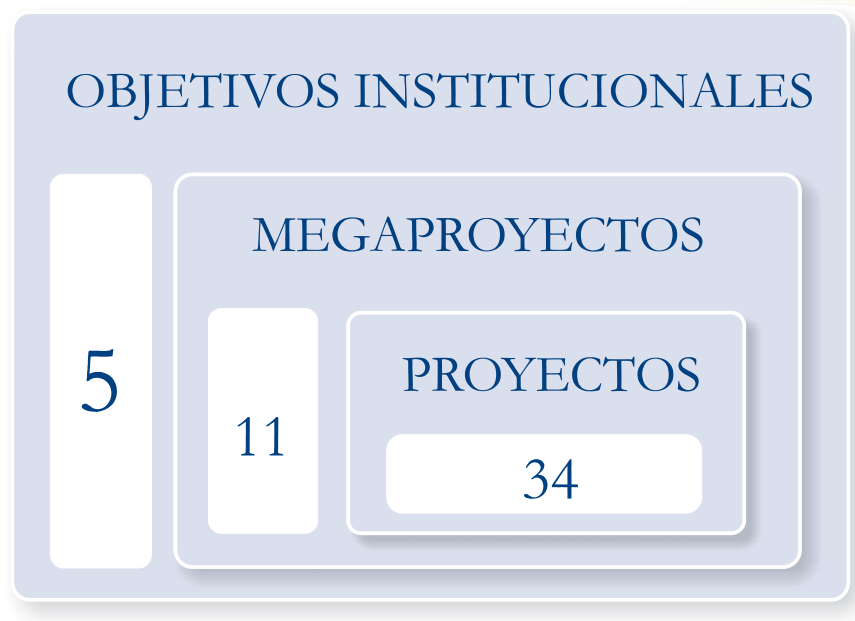 OBJETIVOS INSTITUCIONALES
5
MEGAPROYECTOS
11
PROYECTOS
34